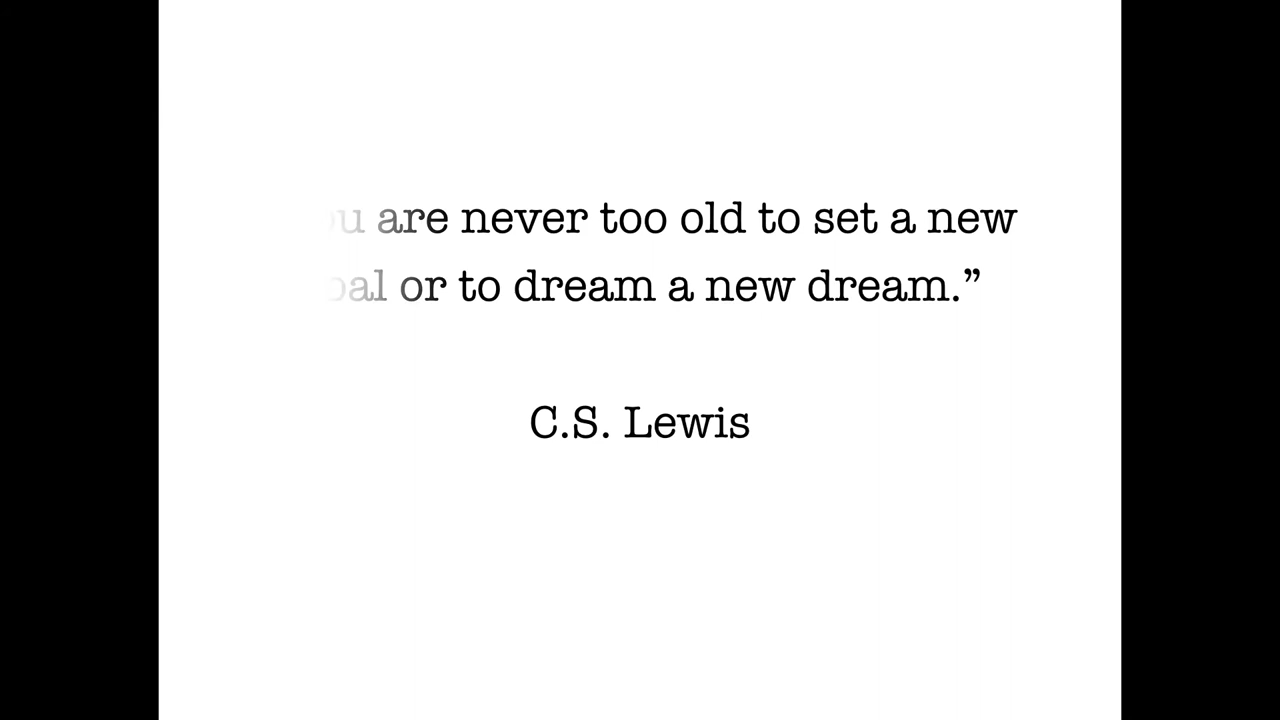 are never too old to set a new
or to dream a new dream.”
C.S. Lewis